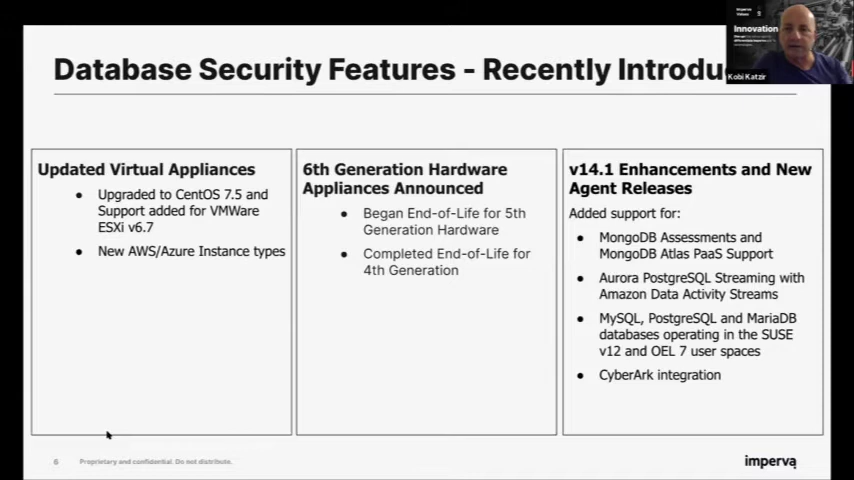 Imperva
Values
Innovation
Kobi Katzir
Database Security Features - Recently Introdu
Updated Virtual Appliances
● Upgraded to CentOS 7.5 and
Support added for VMWare
ESXi v6.7
● New AWS/Azure Instance types
6th Generation Hardware
Appliances Announced
● Began End-of-Life for 5th
Generation Hardware
● Completed End-of-Life for
4th Generation
v14.1 Enhancements and New
Agent Releases
Added support for:
● MongoDB Assessments and
MongoDB Atlas PaaS Support
● Aurora PostgreSQL Streaming with
Amazon Data Activity Streams
● MySQL, PostgreSQL and MariaDB
databases operating in the SUSE
v12 and OEL 7 user spaces
● CyberArk integration
6
Proprietary and confidential. Do not distribute.
imperva